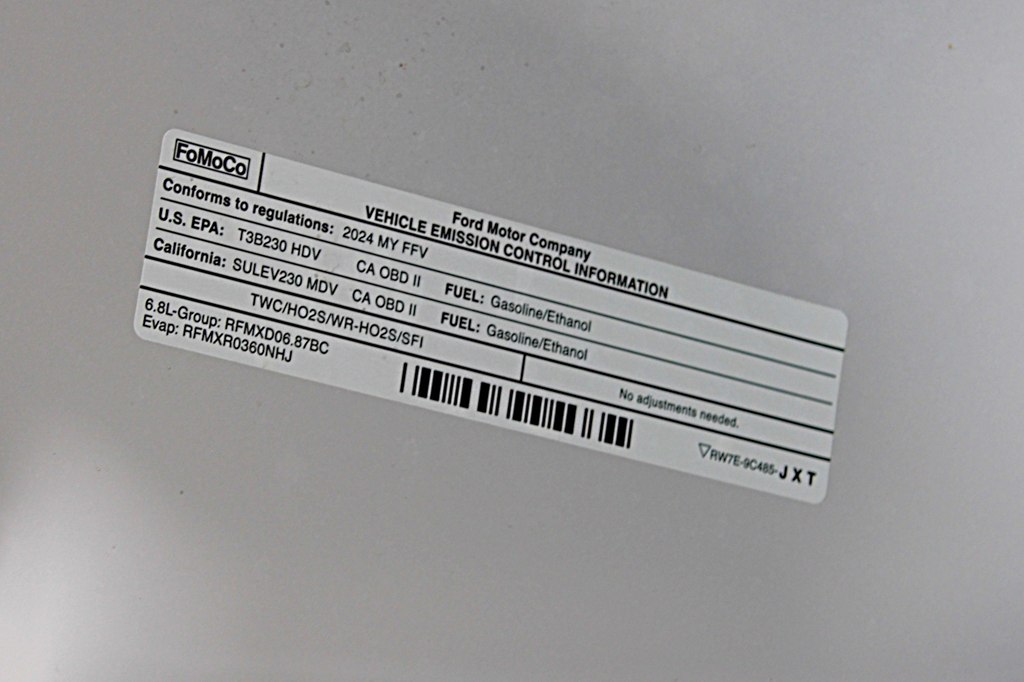 FoMoCo
Ford Motor Company
VEHICLE EMISSION CONTROL INFORMATION
Conforms to regulations: 2024 MY FFV
U.S. EPA: T3B230 HDV CA OBD II FUEL: Gasoline/Ethanol
California: SULEV230 MDV CA OBD II FUEL: Gasoline/Ethanol
TWC/HO2S/WR-HO2S/SFI
No adjustments needed.
6.8L-Group: RFMXD06.87BC
Evap: RFMXR0360NHJ
RW7E-9C485-JXT